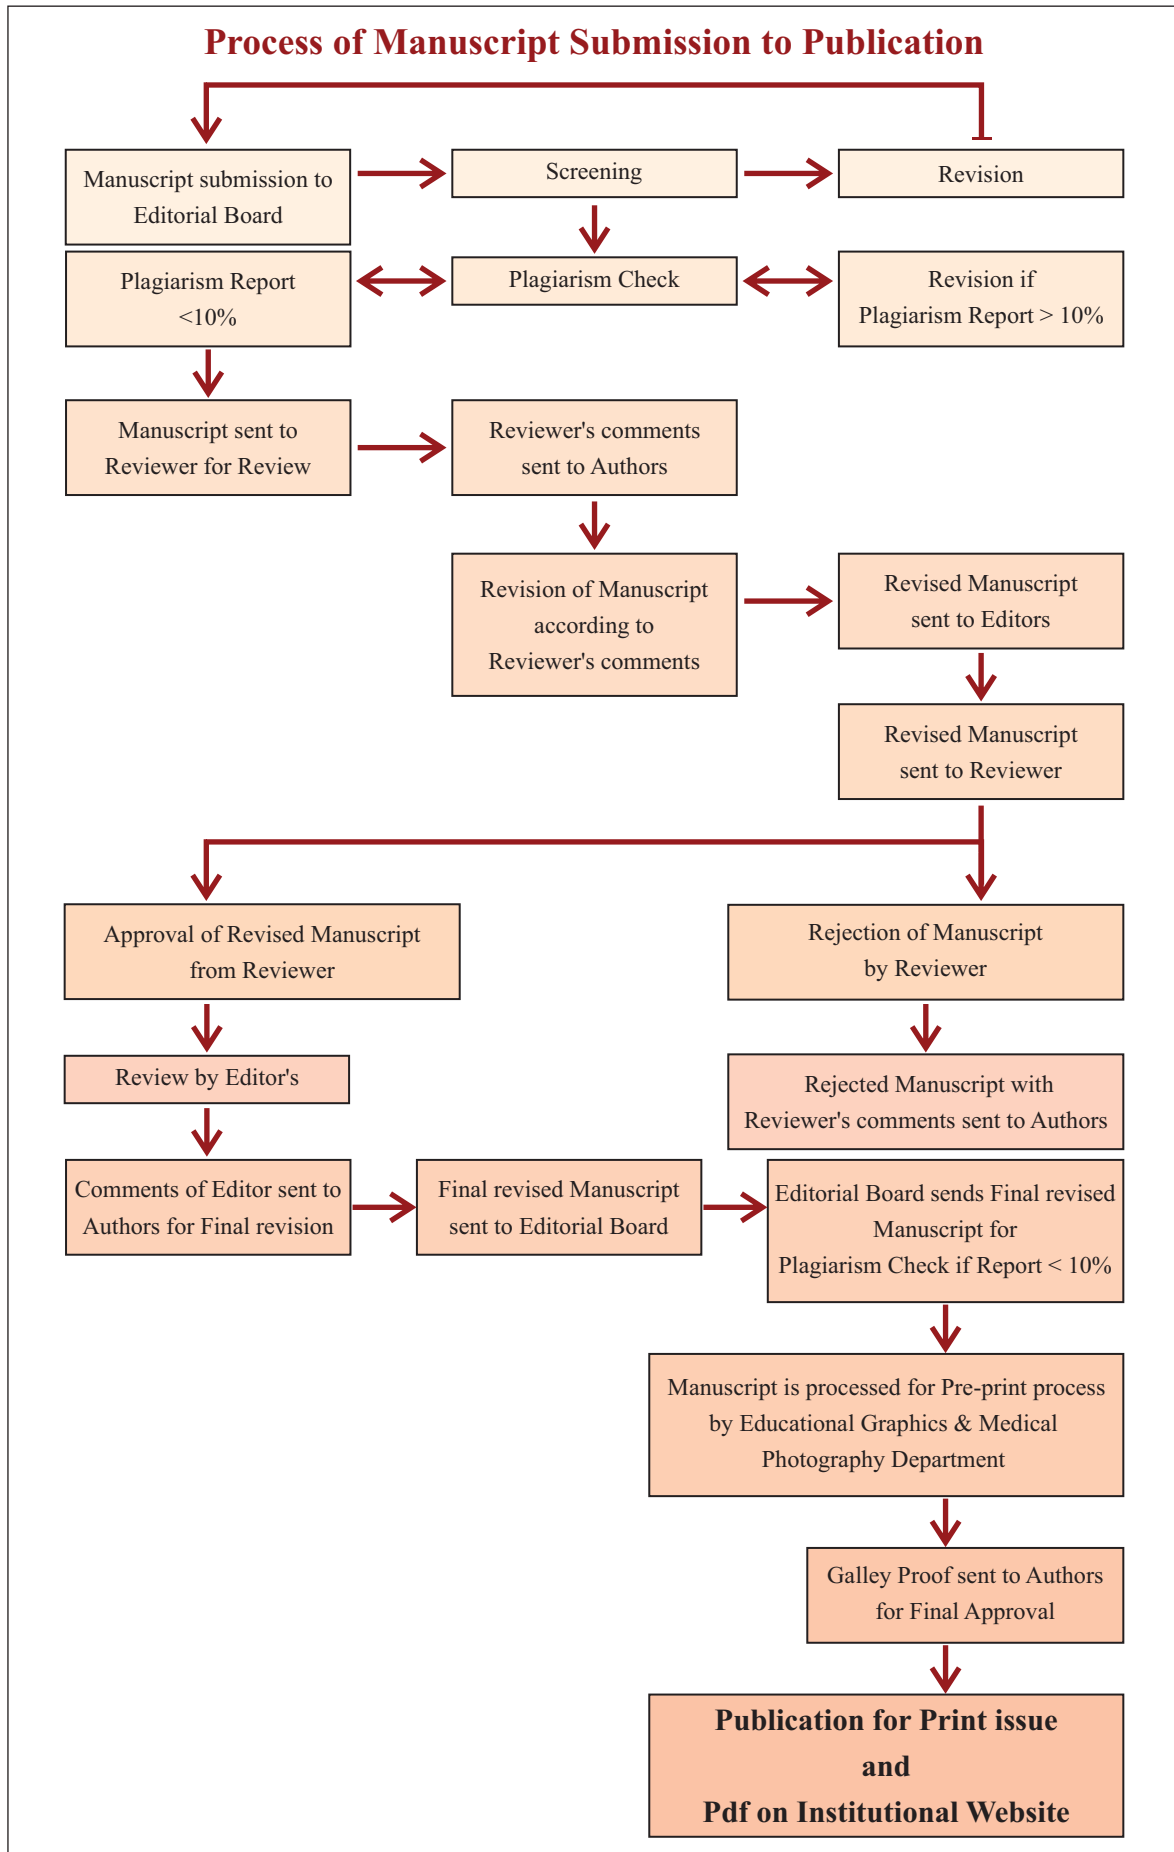 Process of Manuscript Submission to Publication
Manuscript submission to
Editorial Board
Screening
Revision
Plagiarism Report
<10%
Plagiarism Check
Revision if
Plagiarism Report > 10%
Manuscript sent to
Reviewer for Review
Reviewer's comments
sent to Authors
Revision of Manuscript
according to
Reviewer's comments
Revised Manuscript
sent to Editors
Revised Manuscript
sent to Reviewer
Approval of Revised Manuscript
from Reviewer
Rejection of Manuscript
by Reviewer
Review by Editor's
Rejected Manuscript with
Reviewer's comments sent to Authors
Comments of Editor sent to
Authors for Final revision
Final revised Manuscript
sent to Editorial Board
Editorial Board sends Final revised
Manuscript for
Plagiarism Check if Report < 10%
Manuscript is processed for Pre-print process
by Educational Graphics & Medical
Photography Department
Galley Proof sent to Authors
for Final Approval
Publication for Print issue
and
Pdf on Institutional Website